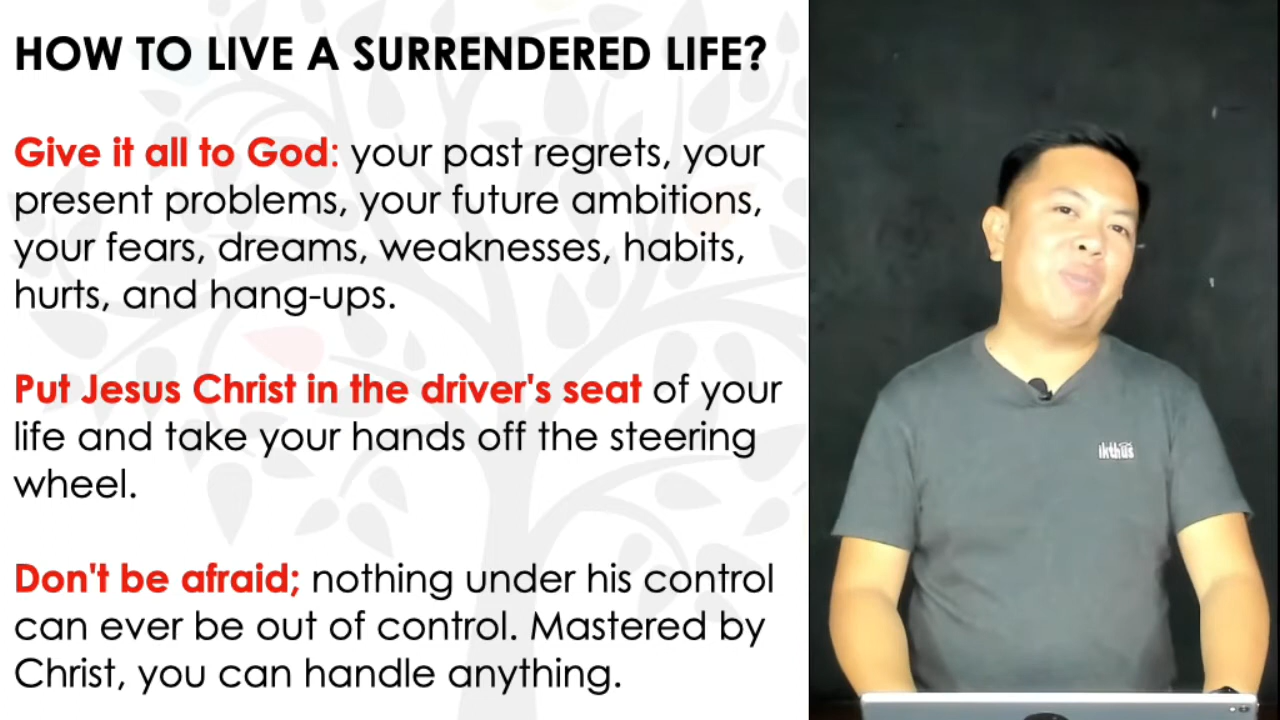 HOW TO LIVE A SURRENDERED LIFE?
Give it all to God: your past regrets, your
present problems, your future ambitions,
your fears, dreams, weaknesses, habits,
hurts, and hang-ups.
Put Jesus Christ in the driver's seat of your
life and take your hands off the steering
wheel.
Don't be afraid; nothing under his control
can ever be out of control. Mastered by
Christ, you can handle anything.
ikthus